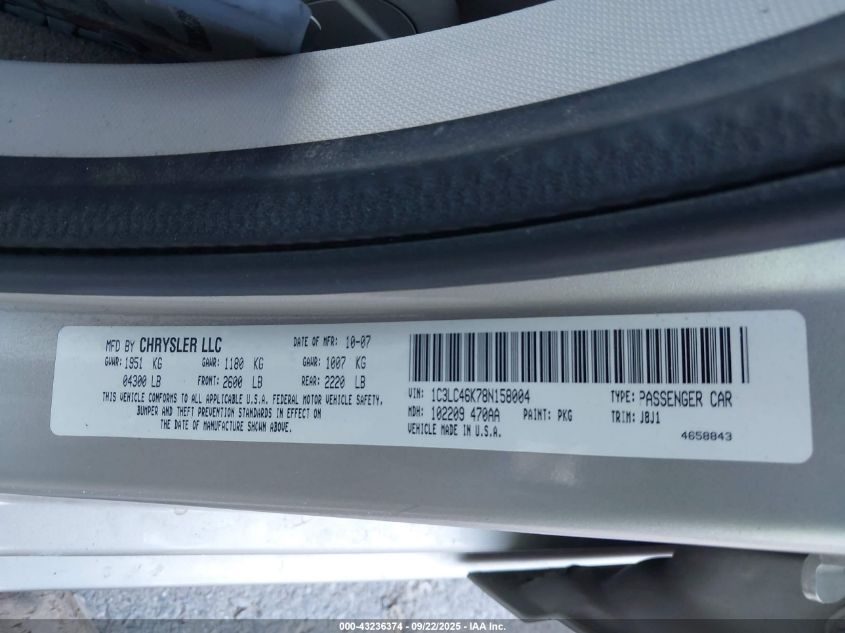 MFD BY CHRYSLER LLC DATE OF MFR: 10-07
GVWR: 1951 KG GAWR: 1180 KG GAWR: 1007 KG
04300 LB FRONT: 2600 LB REAR: 2220 LB
THIS VEHICLE CONFORMS TO ALL APPLICABLE U.S.A. FEDERAL MOTOR VEHICLE SAFETY,
BUMPER AND THEFT PREVENTION STANDARDS IN EFFECT ON
THE DATE OF MANUFACTURE SHOWN ABOVE.
VIN: 1C3LC46K78N158004 TYPE: PASSENGER CAR
MDH: 102209 470AA PAINT: PKG TRIM: J8J1
VEHICLE MADE IN U.S.A. 4658843
000-43236374 | 09/22/2025 | IAA Inc.